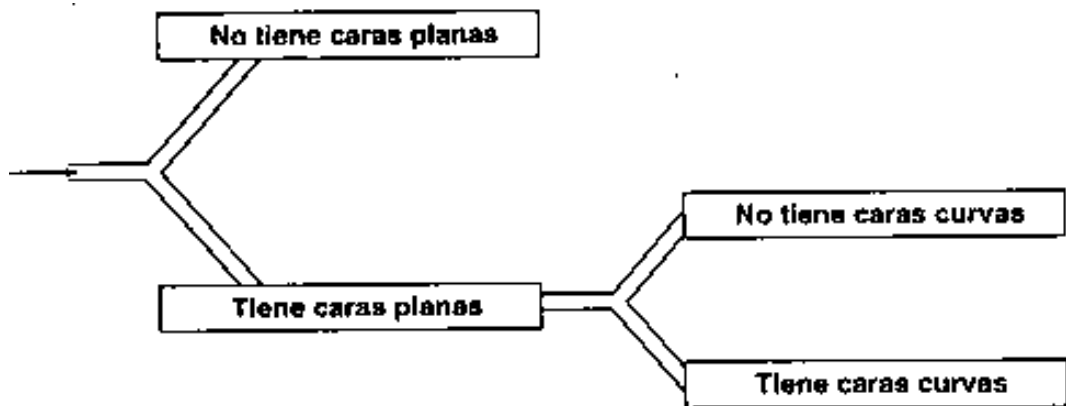 No tiene caras planas
No tiene caras curvas
Tiene caras planas
Tiene caras curvas